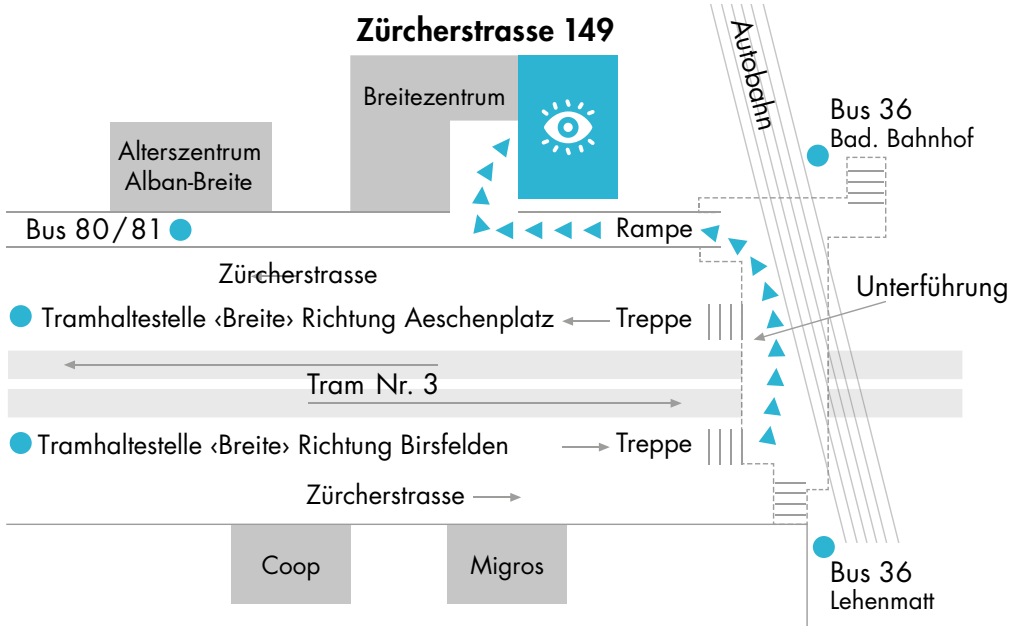 Zürcherstrasse 149
Autobahn
Breitezentrum
Bus 36
Bad. Bahnhof
Alterszentrum
Alban-Breite
Bus 80/81
Rampe
Zürcherstrasse
Unterführung
Tramhaltestelle ‹Breite› Richtung Aeschenplatz
Treppe
Tram Nr. 3
Tramhaltestelle ‹Breite› Richtung Birsfelden
Treppe
Zürcherstrasse
Coop
Migros
Bus 36
Lehenmatt